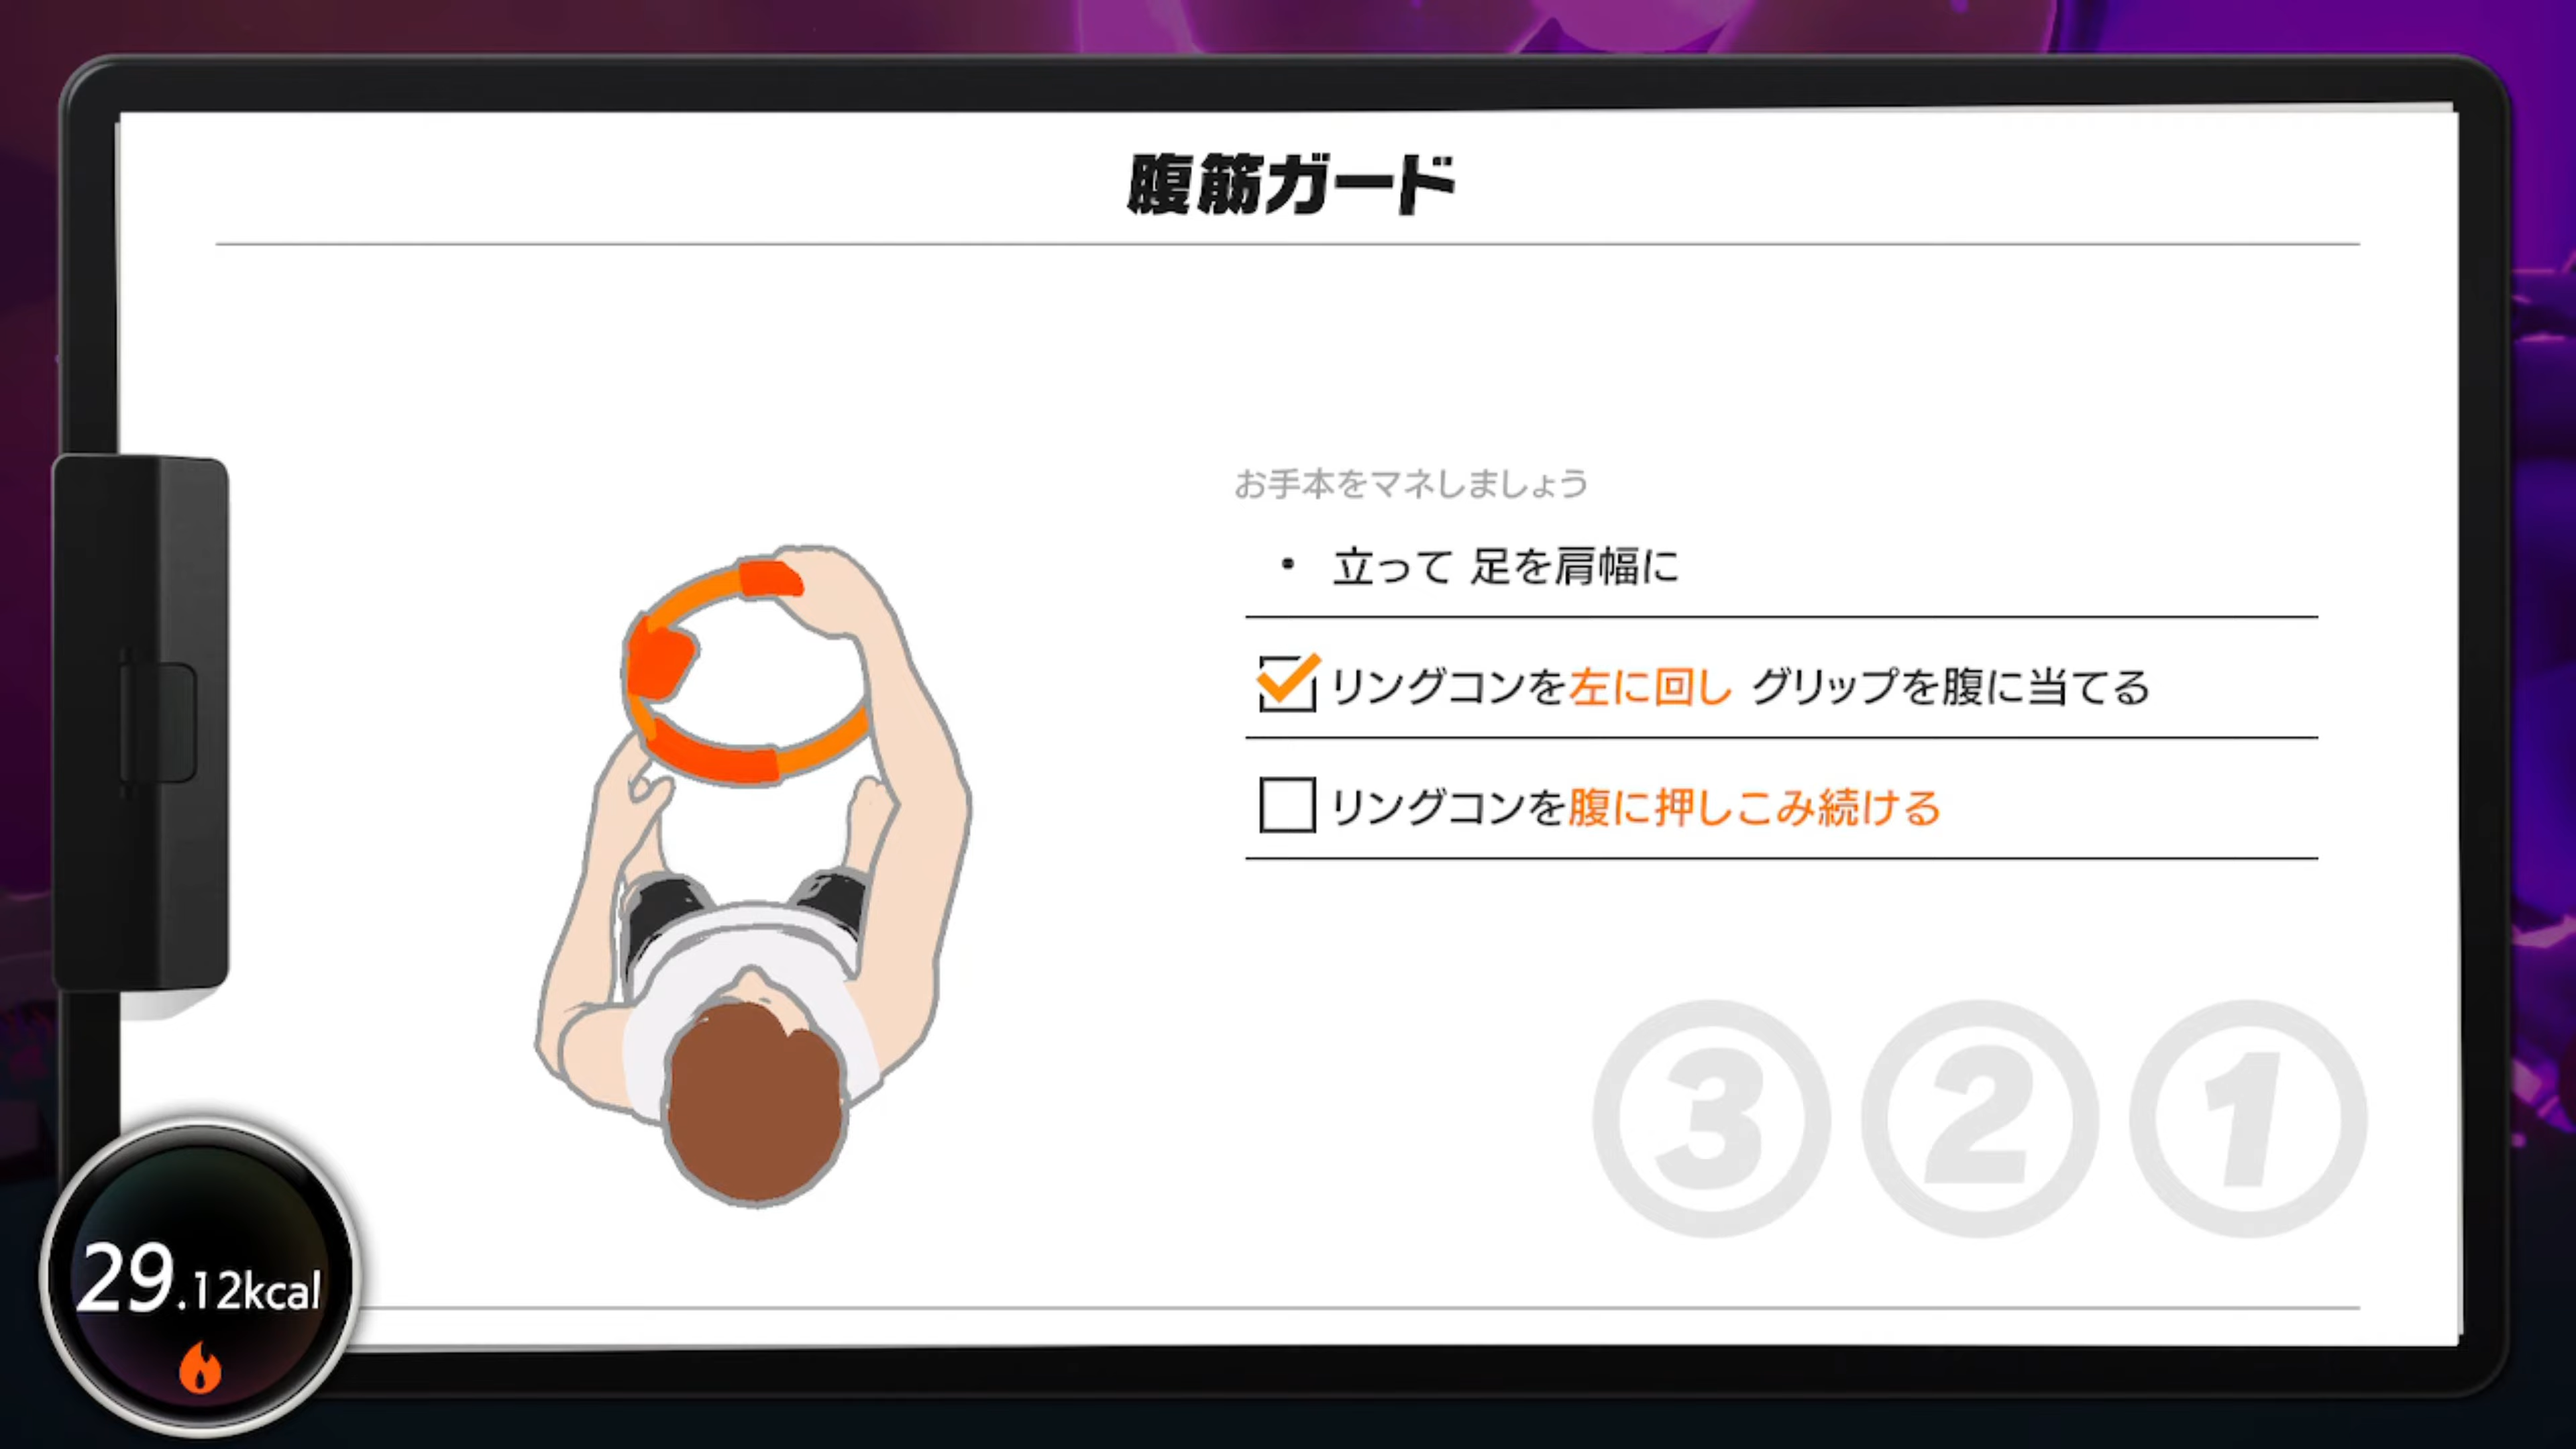 腹筋ガード
お手本をマネしましょう
・ 立って 足を肩幅に
リングコンを左に回し グリップを腹に当てる
リングコンを腹に押しこみ続ける
3 2 1
29.12kcal